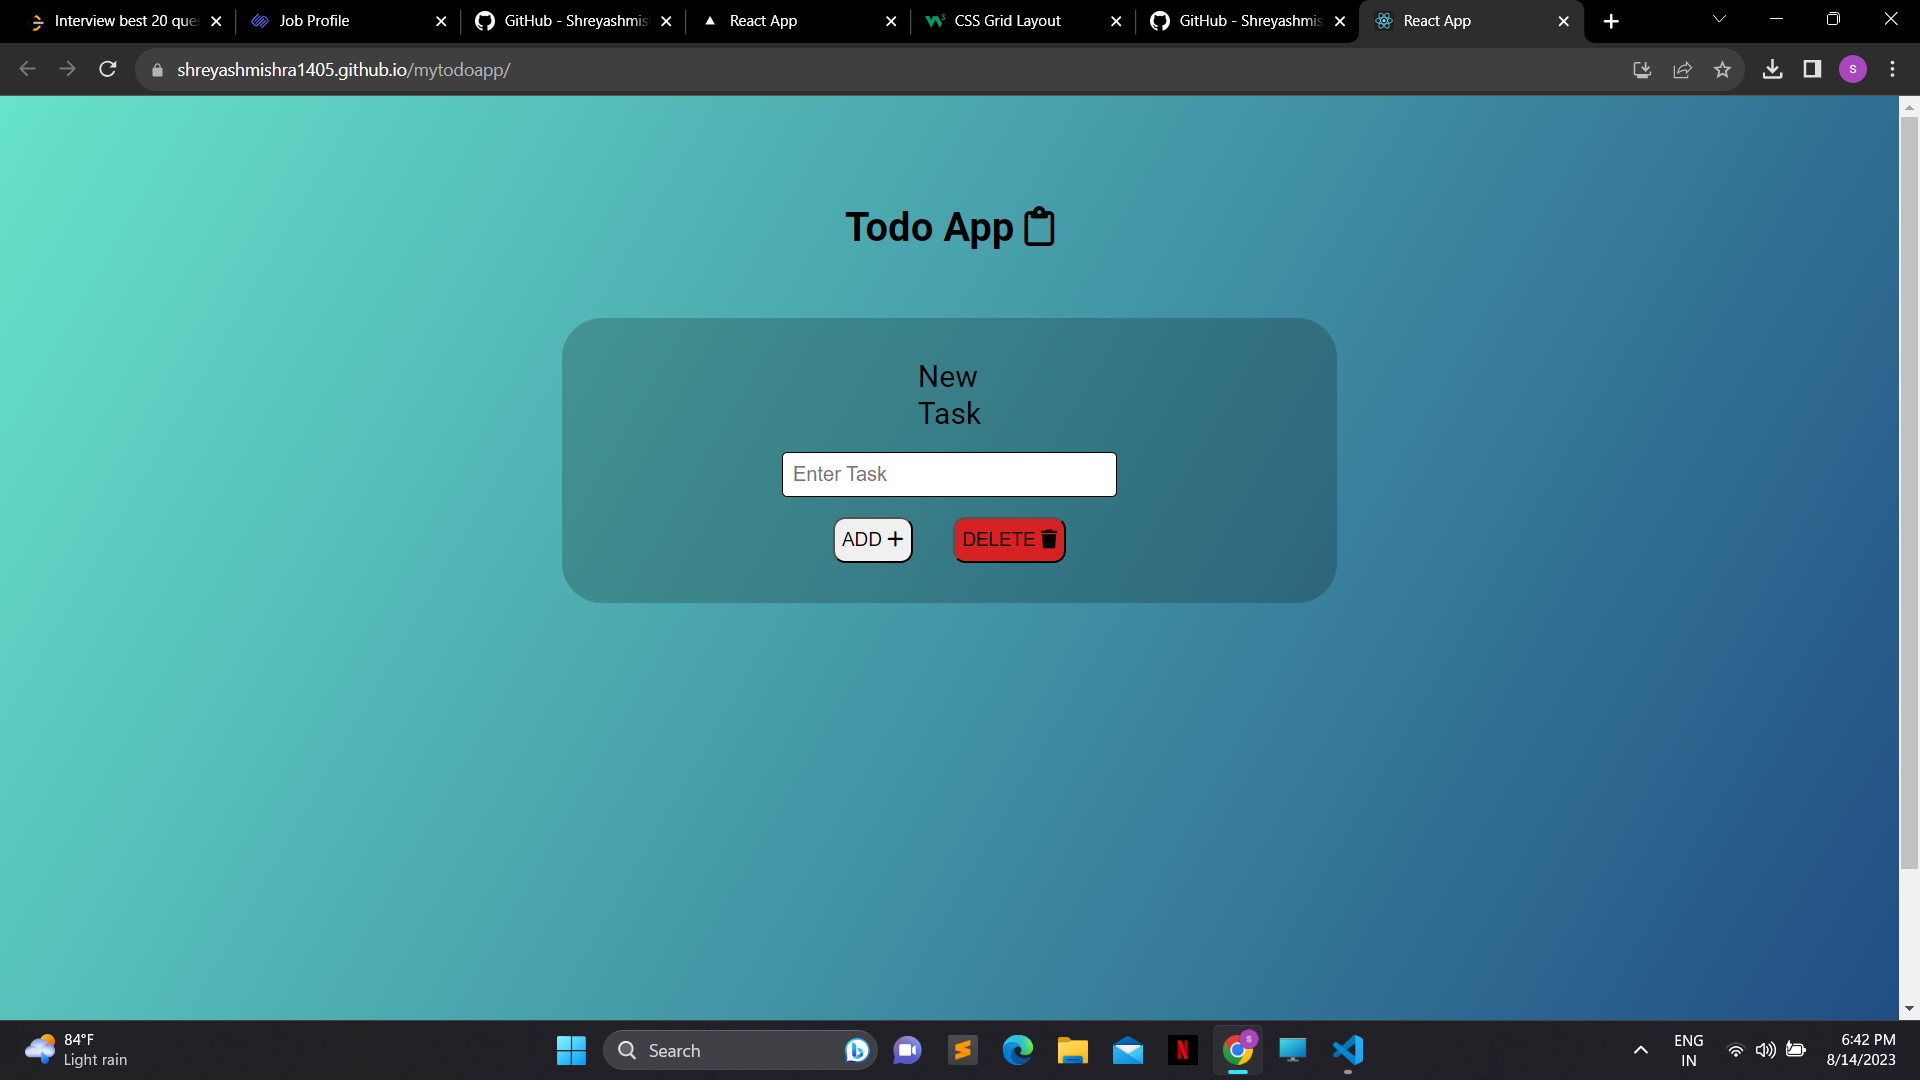 Interview best 20 ques
Job Profile
GitHub - Shreyashmis
React App
CSS Grid Layout
GitHub - Shreyashmis
React App
shreyashmishra1405.github.io/mytodoapp/
S
Todo App
New
Task
Enter Task
ADD
DELETE
84°F
Light rain
Search
ENG
IN
6:42 PM
8/14/2023